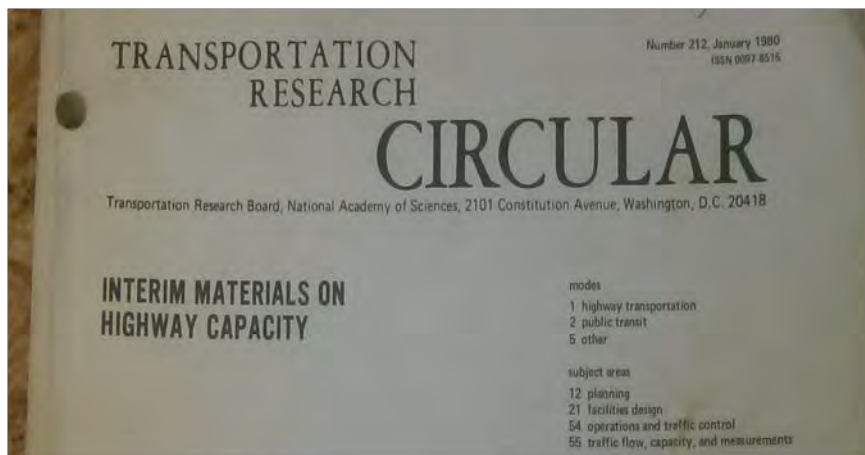 TRANSPORTATION
RESEARCH
CIRCULAR
Number 212, January 1980
ISSN 0097-8515
Transportation Research Board, National Academy of Sciences, 2101 Constitution Avenue, Washington, D.C. 20418
INTERIM MATERIALS ON
HIGHWAY CAPACITY
modes
1 highway transportation
2 public transit
5 other
subject areas
12 planning
21 facilities design
54 operations and traffic control
55 traffic flow, capacity, and measurements